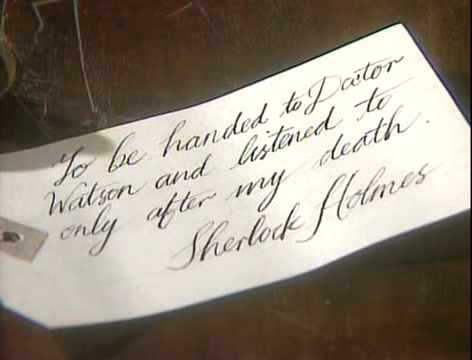 To be handed to Doctor
Watson and listened to
only after my death.
Sherlock Holmes